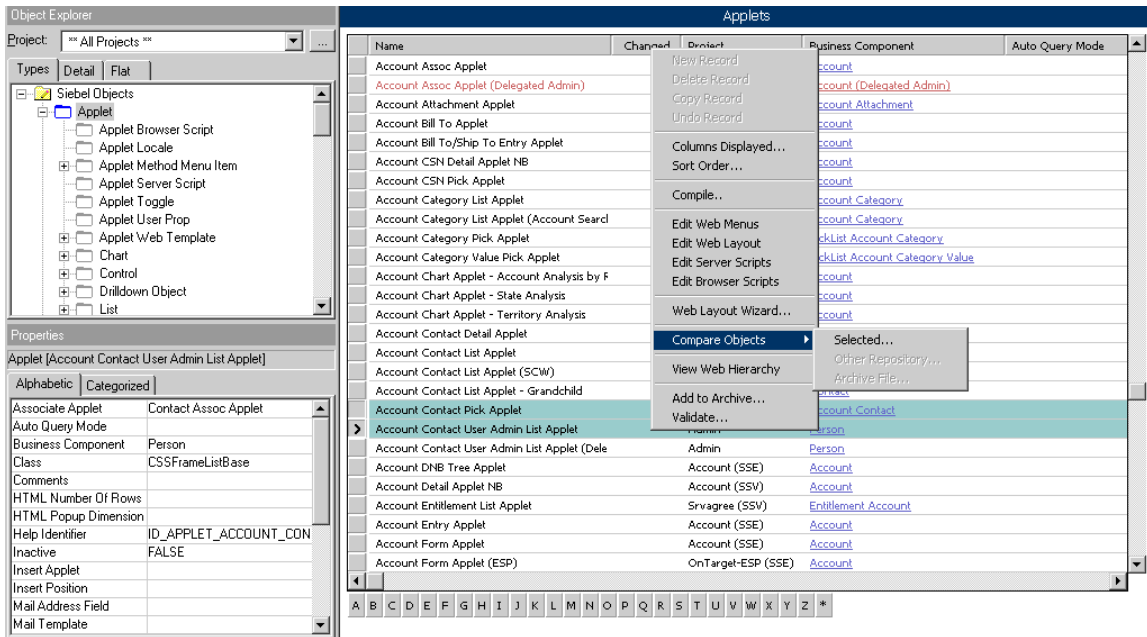 Object Explorer
Project: ** All Projects ** ...
Types Detail Flat
Siebel Objects
Applet
Applet Browser Script
Applet Locale
Applet Method Menu Item
Applet Server Script
Applet Toggle
Applet User Prop
Applet Web Template
Chart
Control
Drilldown Object
List
Properties
Applet [Account Contact User Admin List Applet]
Alphabetic Categorized
Associate Applet Contact Assoc Applet
Auto Query Mode
Business Component Person
Class CSSFrameListBase
Comments
HTML Number Of Rows
HTML Popup Dimension
Help Identifier ID_APPLET_ACCOUNT_CON
Inactive FALSE
Insert Applet
Insert Position
Mail Address Field
Mail Template
Applets
Name Changed Project Business Component Auto Query Mode
Account Assoc Applet ccount
Account Assoc Applet (Delegated Admin) ccount (Delegated Admin)
Account Attachment Applet ccount Attachment
Account Bill To Applet ccount
Account Bill To/Ship To Entry Applet ccount
Account CSN Detail Applet NB ccount
Account CSN Pick Applet ccount
Account Category List Applet ccount Category
Account Category List Applet (Account Searcl ccount Category
Account Category Pick Applet ckList Account Category
Account Category Value Pick Applet ckList Account Category Value
Account Chart Applet - Account Analysis by F ccount
Account Chart Applet - State Analysis ccount
Account Chart Applet - Territory Analysis ccount
Account Contact Detail Applet
Account Contact List Applet
Account Contact List Applet (SCW)
Account Contact List Applet - Grandchild Contact
Account Contact Pick Applet ccount Contact
Account Contact User Admin List Applet Admin Person
Account Contact User Admin List Applet (Dele Admin Person
Account DNB Tree Applet Account (SSE) Account
Account Detail Applet NB Account (SSV) Account
Account Entitlement List Applet Srvagree (SSV) Entitlement Account
Account Entry Applet Account (SSE) Account
Account Form Applet Account (SSE) Account
Account Form Applet (ESP) OnTarget-ESP (SSE) Account
New Record
Delete Record
Copy Record
Undo Record
Columns Displayed...
Sort Order...
Compile..
Edit Web Menus
Edit Web Layout
Edit Server Scripts
Edit Browser Scripts
Web Layout Wizard...
Compare Objects
View Web Hierarchy
Add to Archive...
Validate...
Selected...
Other Repository...
Archive File...
A B C D E F G H I J K L M N O P Q R S T U V W X Y Z *